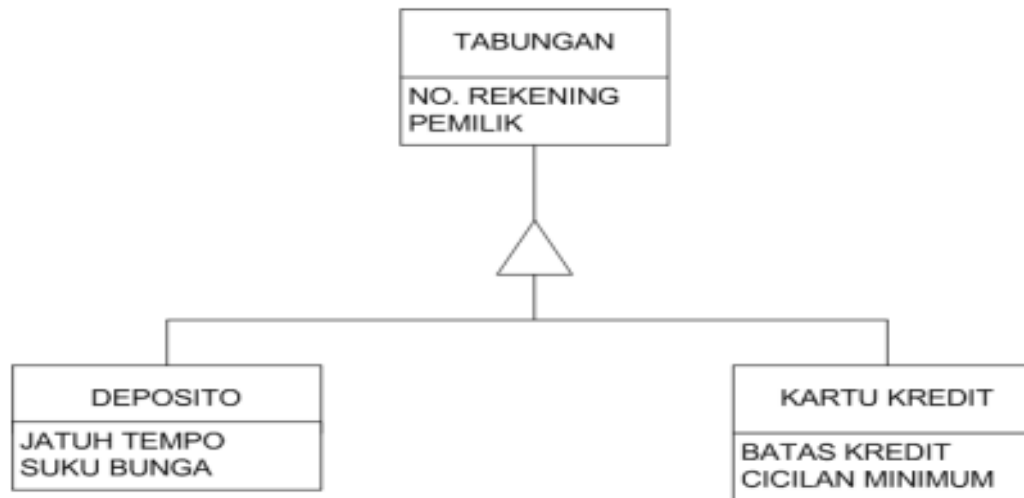 TABUNGAN
NO. REKENING
PEMILIK
DEPOSITO
JATUH TEMPO
SUKU BUNGA
KARTU KREDIT
BATAS KREDIT
CICILAN MINIMUM